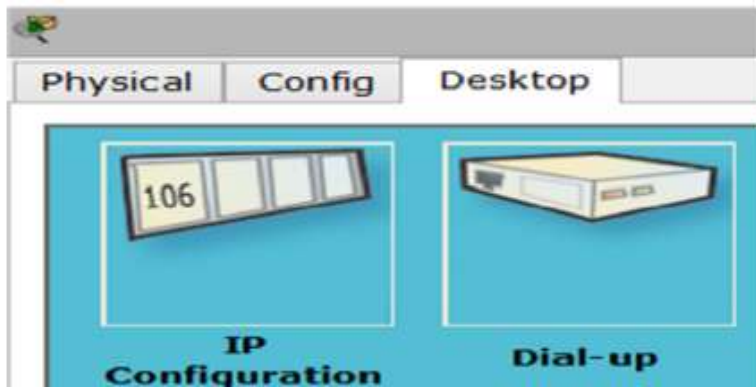 Physical
Config
Desktop
106
IP
Configuration
Dial-up